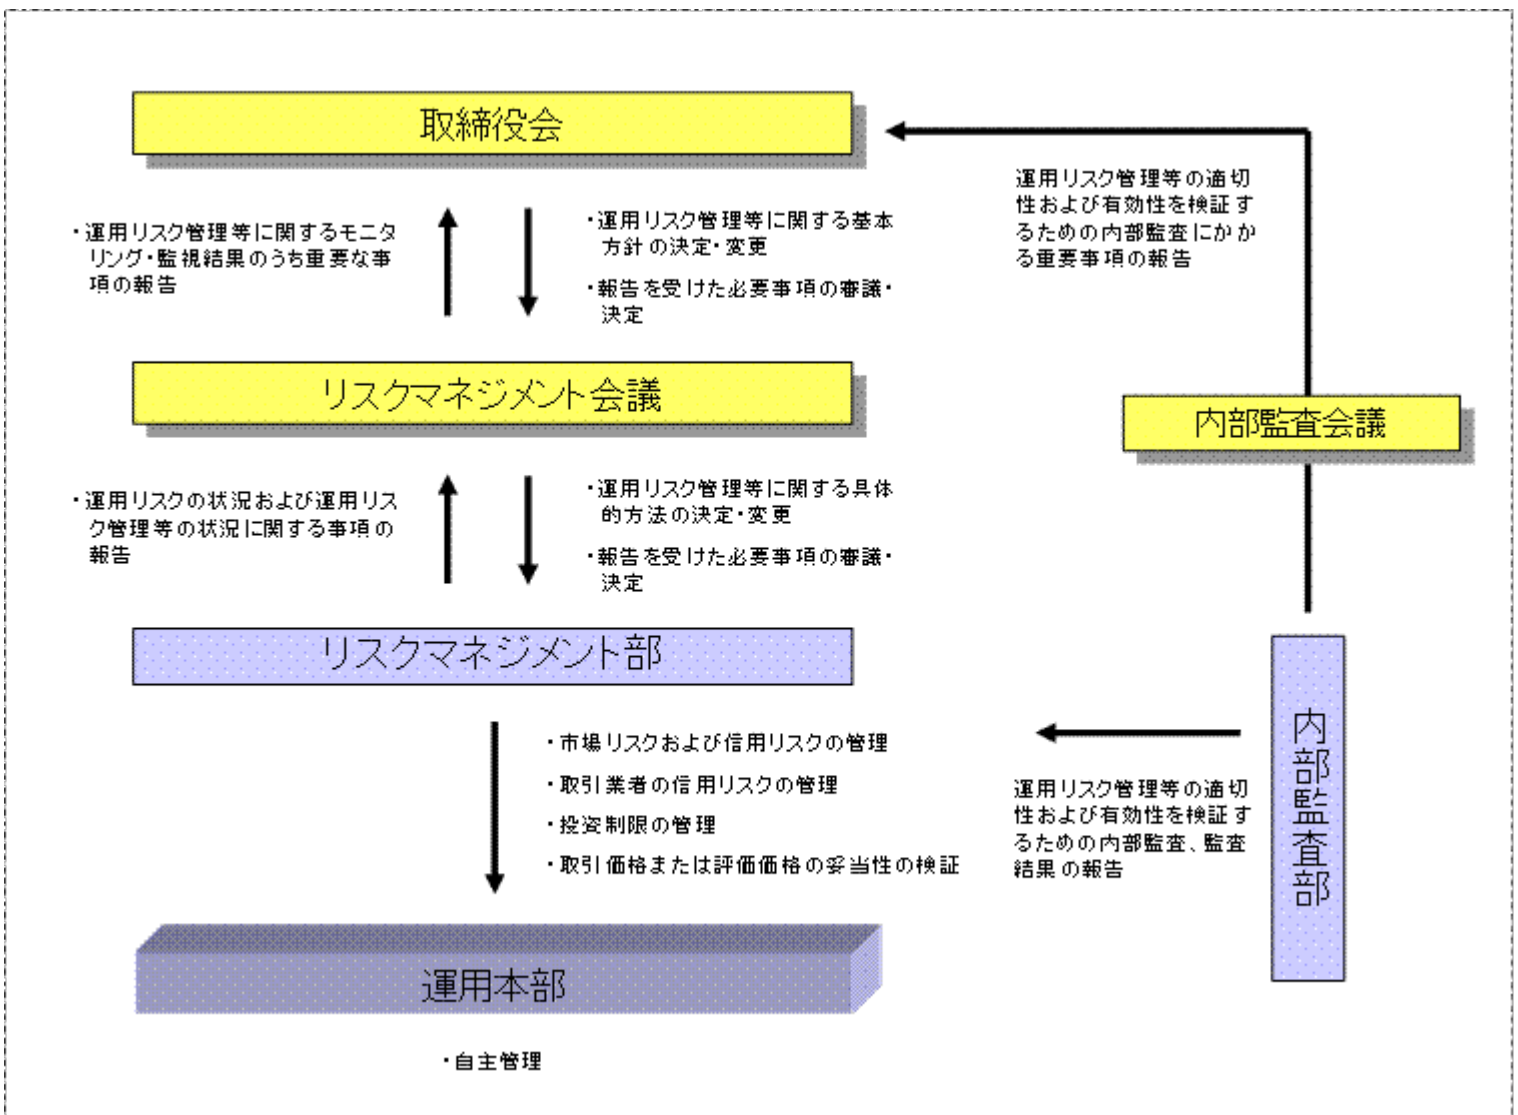 取締役会
・運用リスク管理等に関するモニタ
リング・監視結果のうち重要な事
項の報告
・運用リスク管理等に関する基本
方針の決定・変更
・報告を受けた必要事項の審議・
決定
運用リスク管理等の適切
性および有効性を検証す
るための内部監査にかか
る重要事項の報告
リスクマネジメント会議
内部監査会議
・運用リスクの状況および運用リス
ク管理等の状況に関する事項の
報告
・運用リスク管理等に関する具体
的方法の決定・変更
・報告を受けた必要事項の審議・
決定
リスクマネジメント部
・市場リスクおよび信用リスクの管理
・取引業者の信用リスクの管理
・投資制限の管理
・取引価格または評価価格の妥当性の検証
運用リスク管理等の適切
性および有効性を検証す
るための内部監査、監査
結果の報告
内部監査部
運用本部
・自主管理